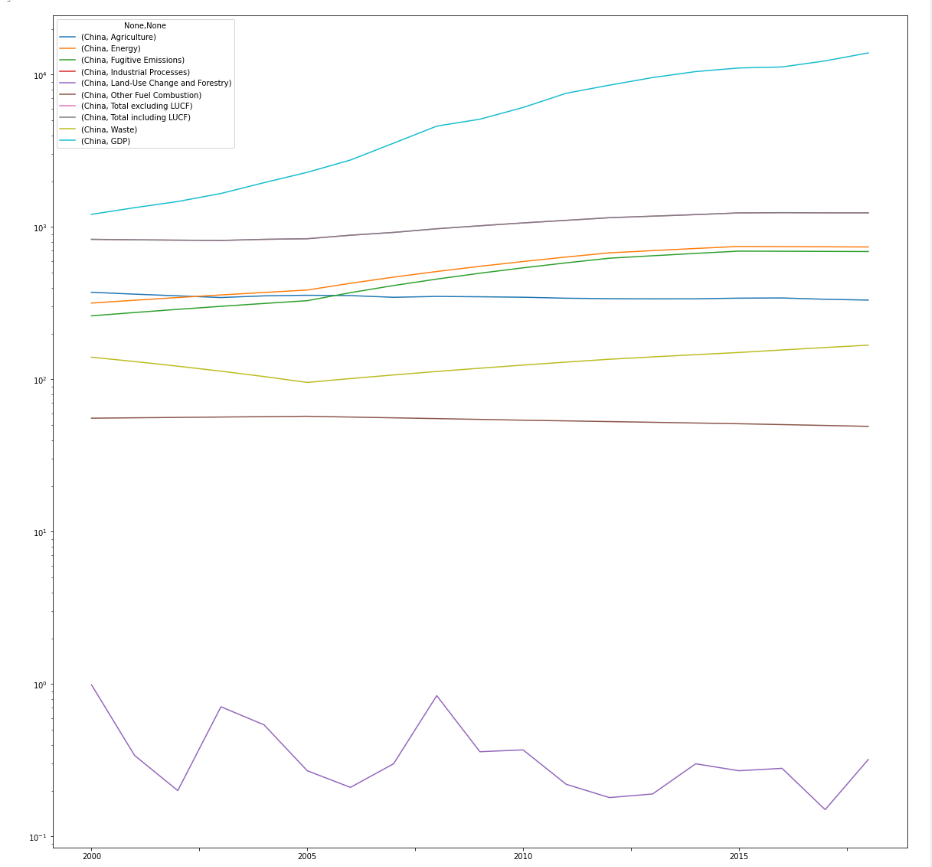 None,None
(China, Agriculture)
(China, Energy)
(China, Fugitive Emissions)
(China, Industrial Processes)
(China, Land-Use Change and Forestry)
(China, Other Fuel Combustion)
(China, Total excluding LUCF)
(China, Total including LUCF)
(China, Waste)
(China, GDP)
10⁴
10³
10²
10¹
10⁰
10⁻¹
2000 2005 2010 2015